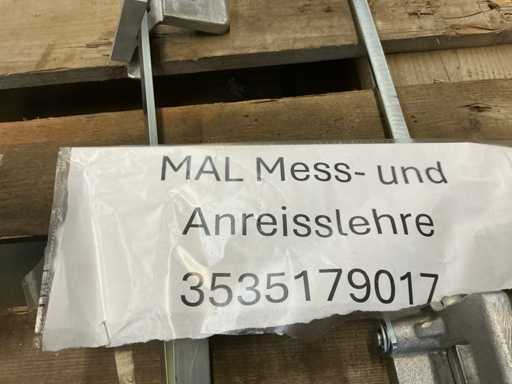 MAL Mess- und
Anreisslehre
3535179017